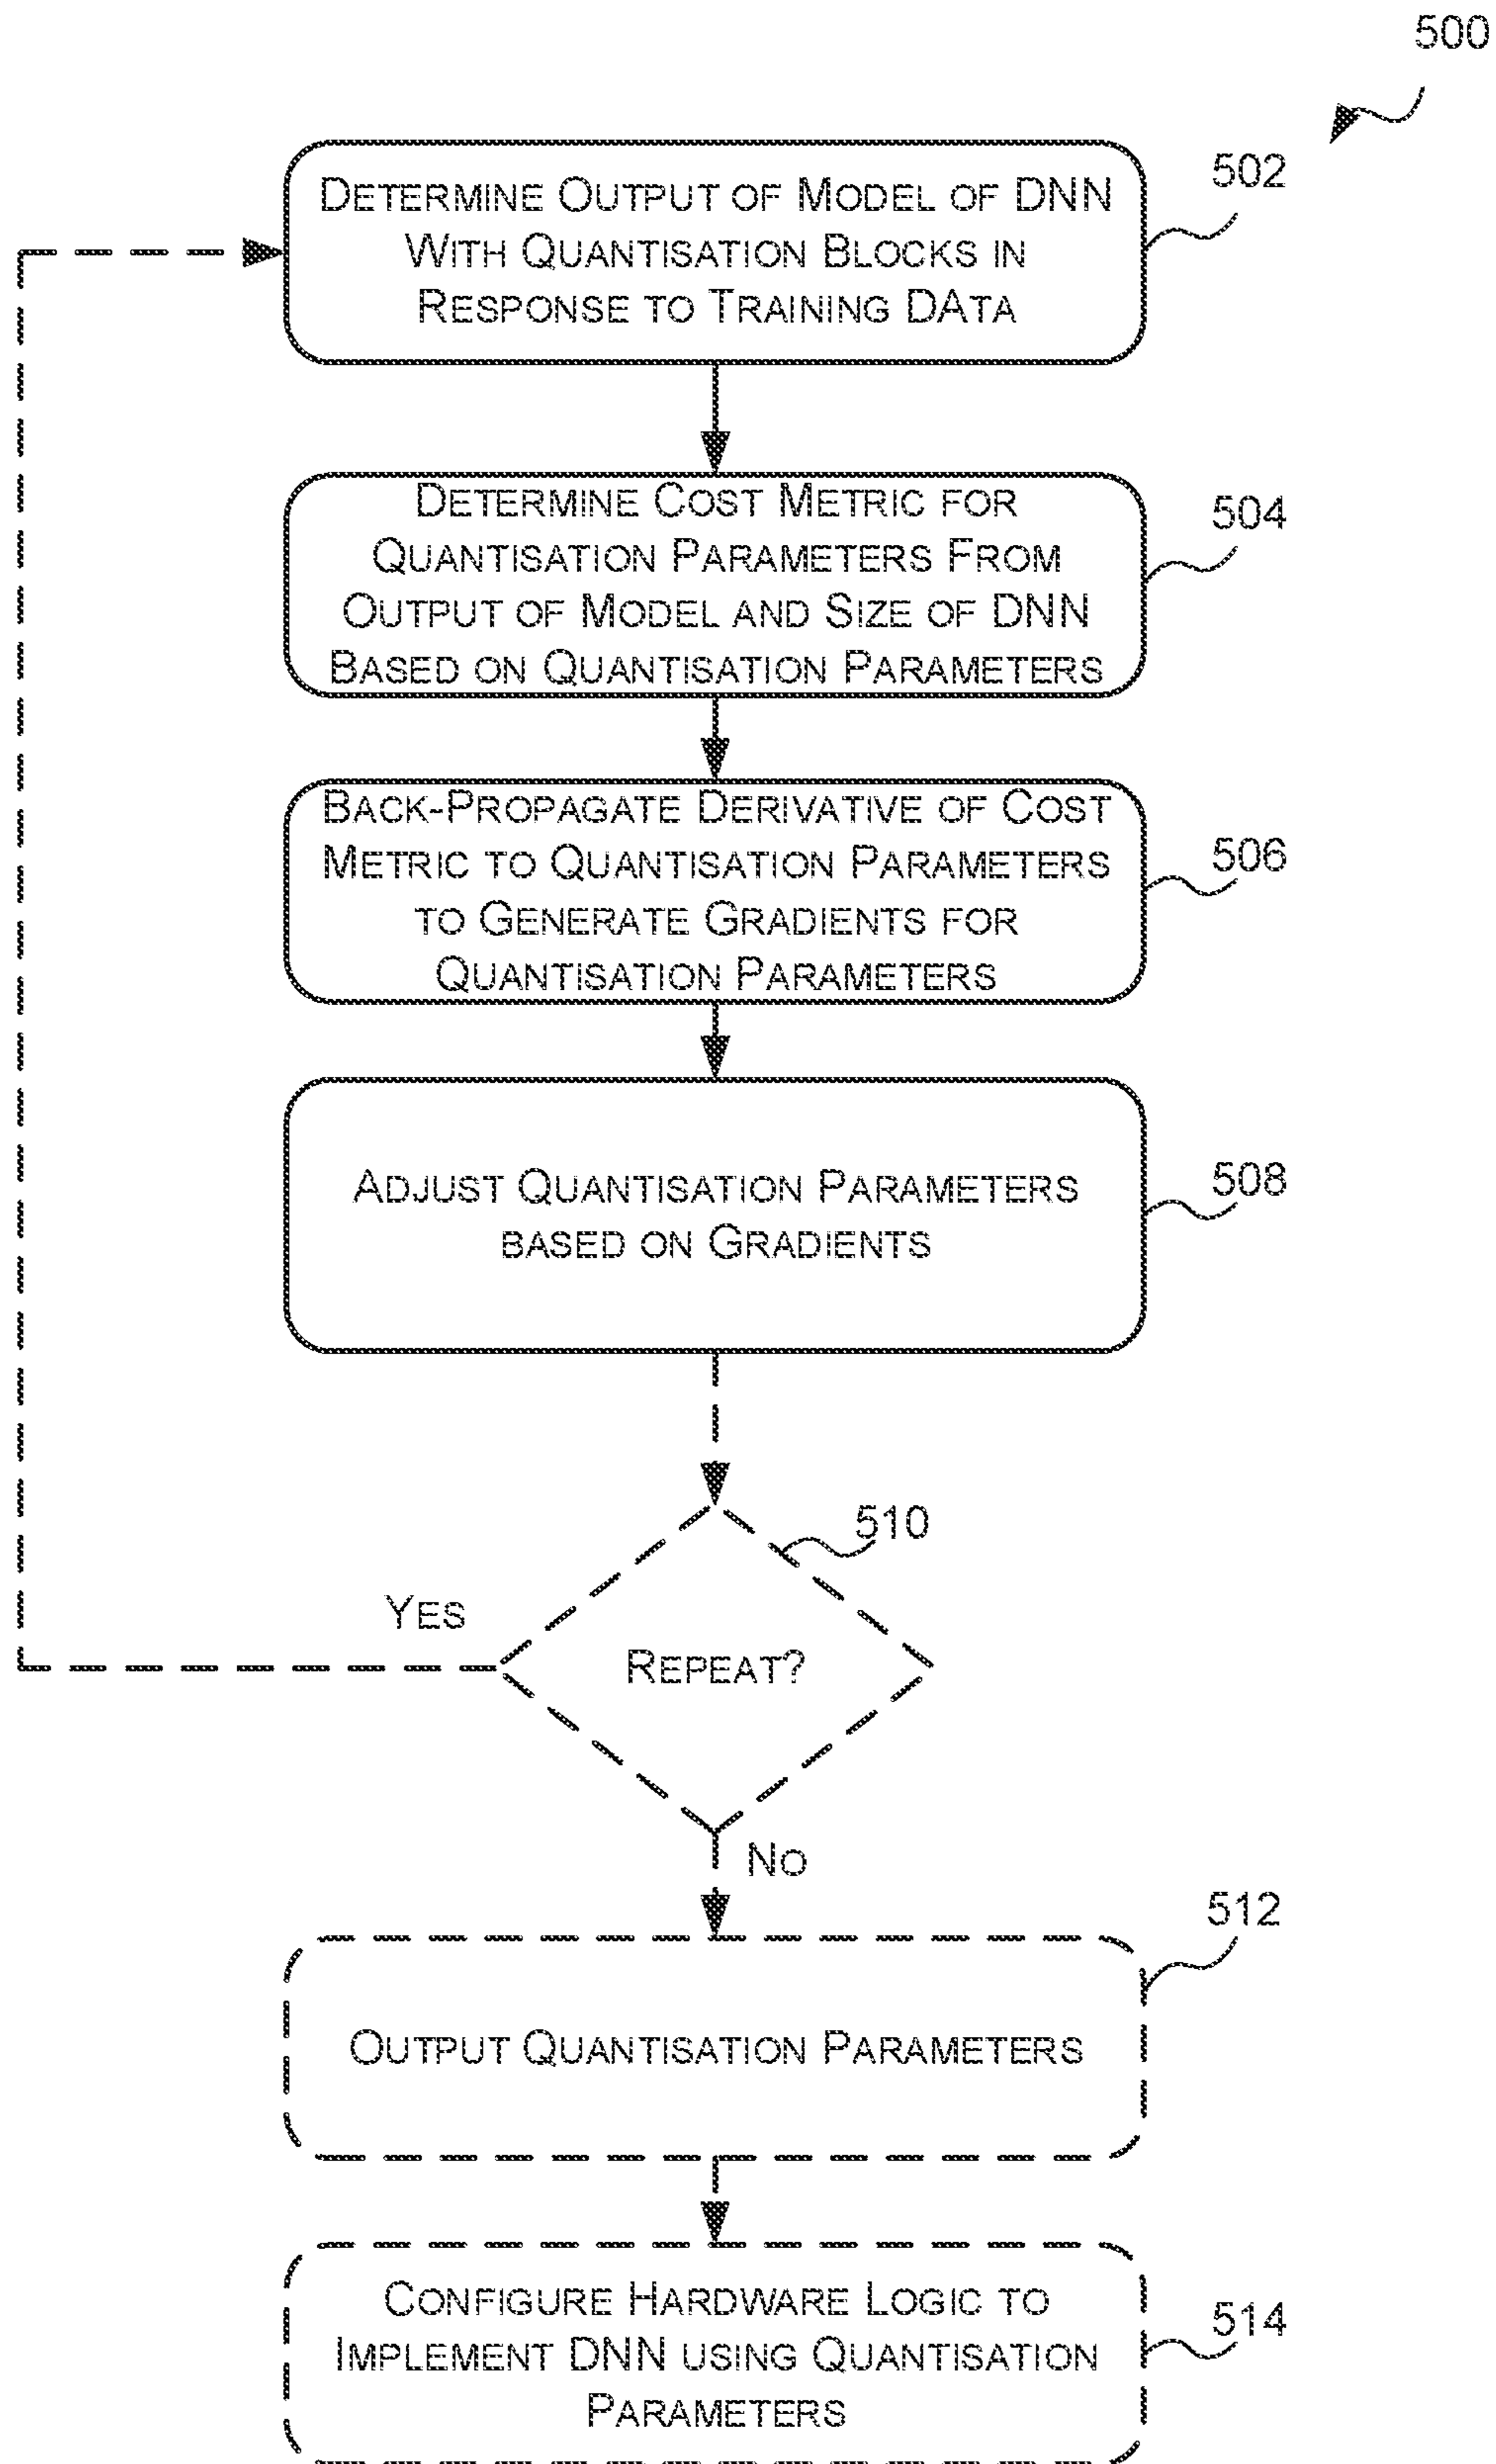 500
DETERMINE OUTPUT OF MODEL OF DNN
WITH QUANTISATION BLOCKS IN
RESPONSE TO TRAINING DATA
502
DETERMINE COST METRIC FOR
QUANTISATION PARAMETERS FROM
OUTPUT OF MODEL AND SIZE OF DNN
BASED ON QUANTISATION PARAMETERS
504
BACK-PROPAGATE DERIVATIVE OF COST
METRIC TO QUANTISATION PARAMETERS
TO GENERATE GRADIENTS FOR
QUANTISATION PARAMETERS
506
ADJUST QUANTISATION PARAMETERS
BASED ON GRADIENTS
508
510
YES
REPEAT?
NO
512
OUTPUT QUANTISATION PARAMETERS
CONFIGURE HARDWARE LOGIC TO
IMPLEMENT DNN USING QUANTISATION
PARAMETERS
514